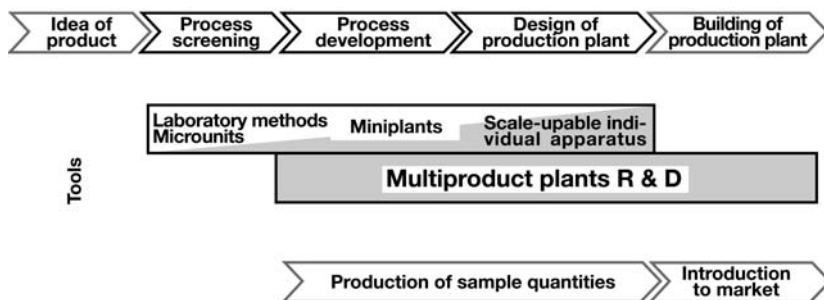 Idea of
product
Process
screening
Process
development
Design of
production plant
Building of
production plant
Tools
Laboratory methods
Microunits
Miniplants
Scale-upable indi-
vidual apparatus
Multiproduct plants R & D
Production of sample quantities
Introduction
to market